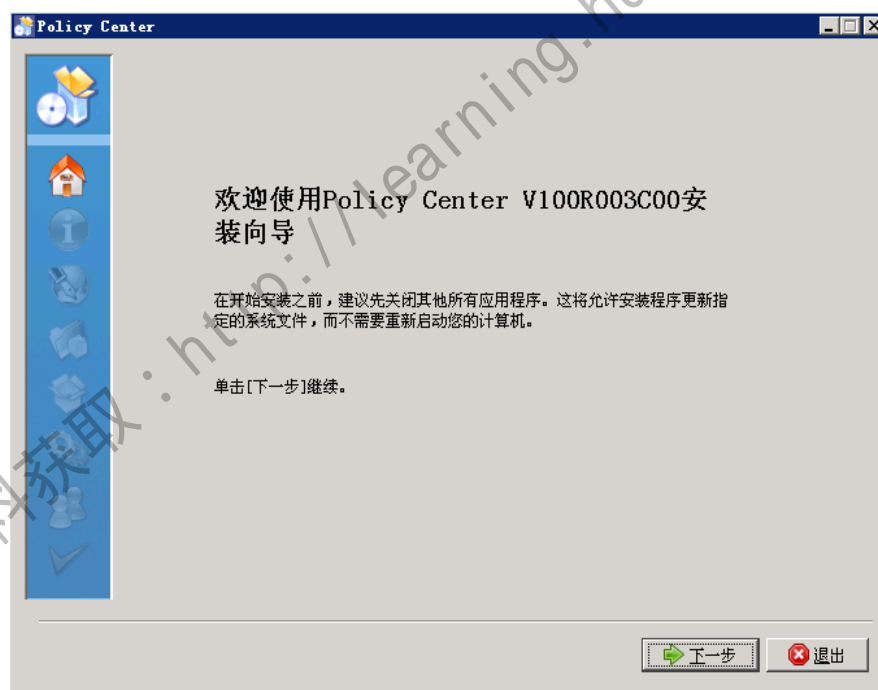 Policy Center
欢迎使用Policy Center V100R003C00安
装向导
在开始安装之前，建议先关闭其他所有应用程序。这将允许安装程序更新指
定的系统文件，而不需要重新启动您的计算机。
单击[下一步]继续。
下一步
退出
获取：http://learning.